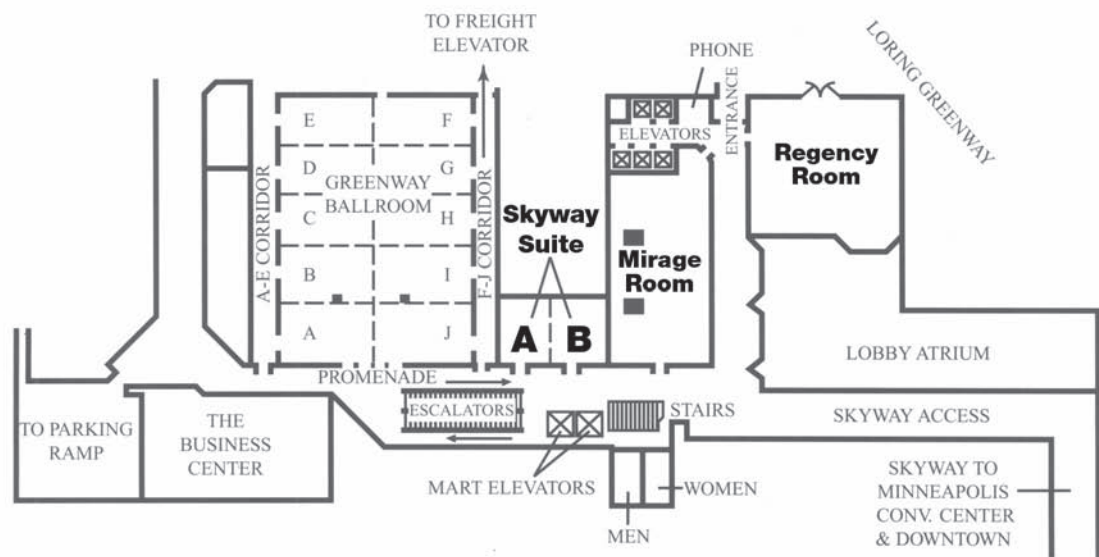 TO FREIGHT
ELEVATOR
PHONE
LORING GREENWAY
ENTRANCE
ELEVATORS
E
F
D
G
GREENWAY
BALLROOM
C
H
B
I
A
J
A-E CORRIDOR
F-J CORRIDOR
Skyway
Suite
A
B
Mirage
Room
Regency
Room
LOBBY ATRIUM
PROMENADE
ESCALATORS
STAIRS
SKYWAY ACCESS
TO PARKING
RAMP
THE
BUSINESS
CENTER
MART ELEVATORS
WOMEN
MEN
SKYWAY TO
MINNEAPOLIS
CONV. CENTER
& DOWNTOWN